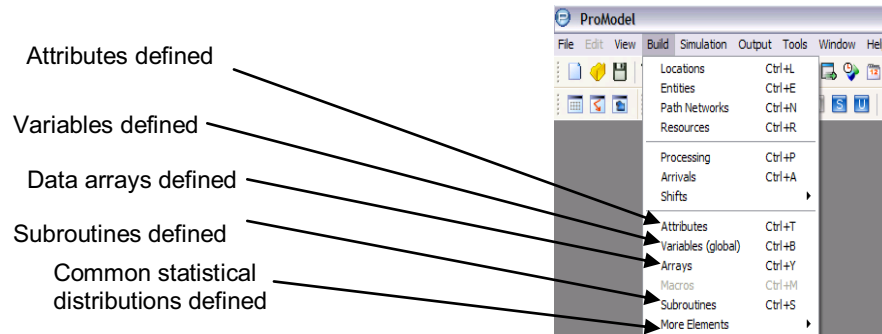 ProModel
File Edit View Build Simulation Output Tools Window Hel
Attributes defined
Variables defined
Data arrays defined
Subroutines defined
Common statistical
distributions defined
Locations Ctrl+L
Entities Ctrl+E
Path Networks Ctrl+N
Resources Ctrl+R
Processing Ctrl+P
Arrivals Ctrl+A
Shifts
Attributes Ctrl+T
Variables (global) Ctrl+B
Arrays Ctrl+Y
Macros Ctrl+M
Subroutines Ctrl+S
More Elements
12
S U